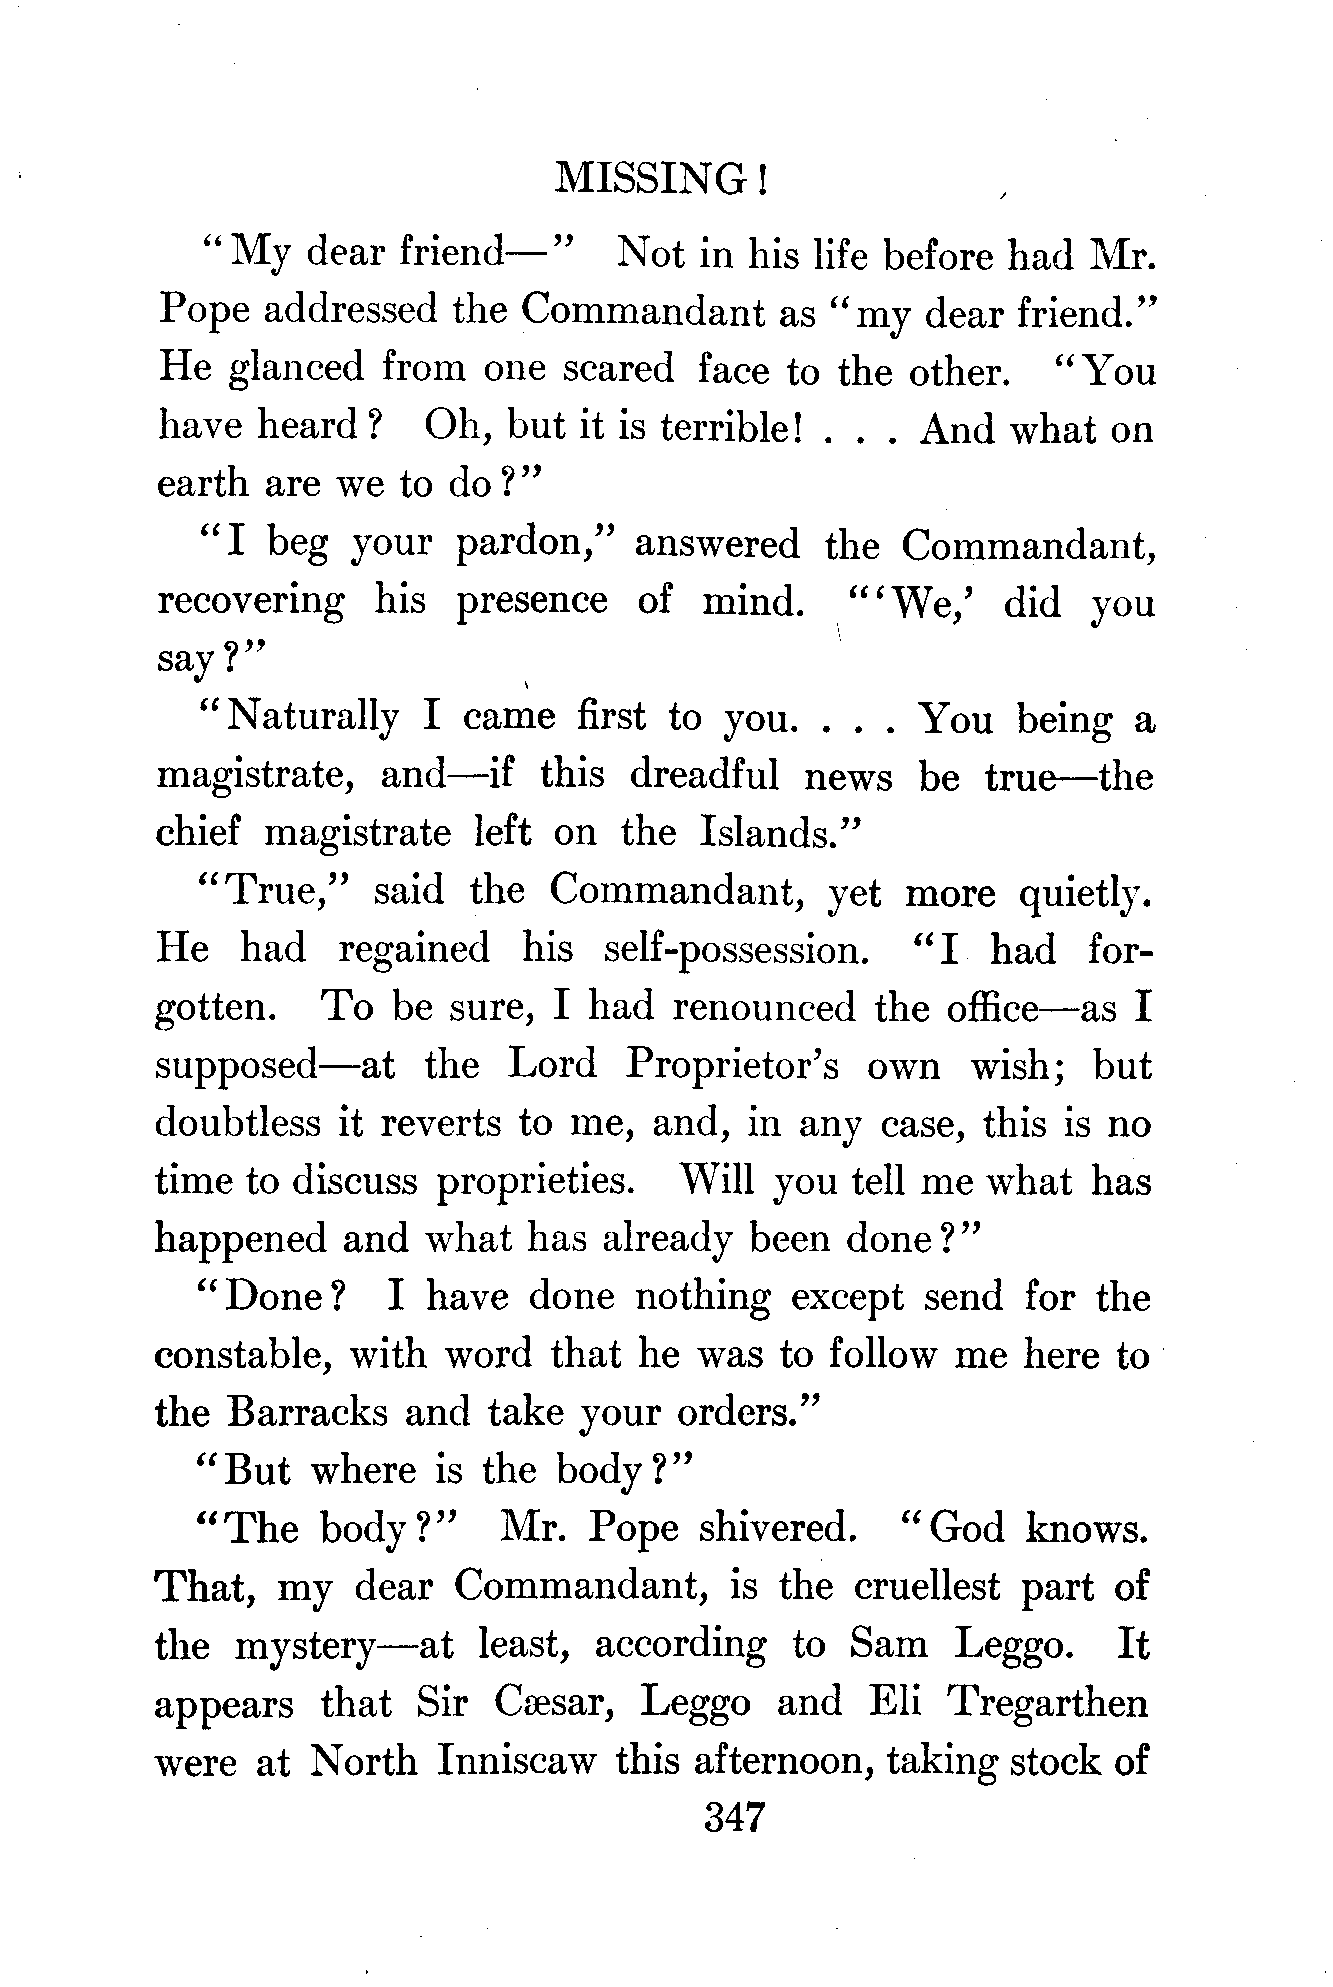 MISSING!
“My dear friend—” Not in his life before had Mr.
Pope addressed the Commandant as “my dear friend.”
He glanced from one scared face to the other. “You
have heard? Oh, but it is terrible! . . . And what on
earth are we to do?”
“I beg your pardon,” answered the Commandant,
recovering his presence of mind. “‘We,’ did you
say?”
“Naturally I came first to you. . . . You being a
magistrate, and—if this dreadful news be true—the
chief magistrate left on the Islands.”
“True,” said the Commandant, yet more quietly.
He had regained his self-possession. “I had for-
gotten. To be sure, I had renounced the office—as I
supposed—at the Lord Proprietor’s own wish; but
doubtless it reverts to me, and, in any case, this is no
time to discuss proprieties. Will you tell me what has
happened and what has already been done?”
“Done? I have done nothing except send for the
constable, with word that he was to follow me here to
the Barracks and take your orders.”
“But where is the body?”
“The body?” Mr. Pope shivered. “God knows.
That, my dear Commandant, is the cruellest part of
the mystery—at least, according to Sam Leggo. It
appears that Sir Cæsar, Leggo and Eli Tregarthen
were at North Inniscaw this afternoon, taking stock of
347